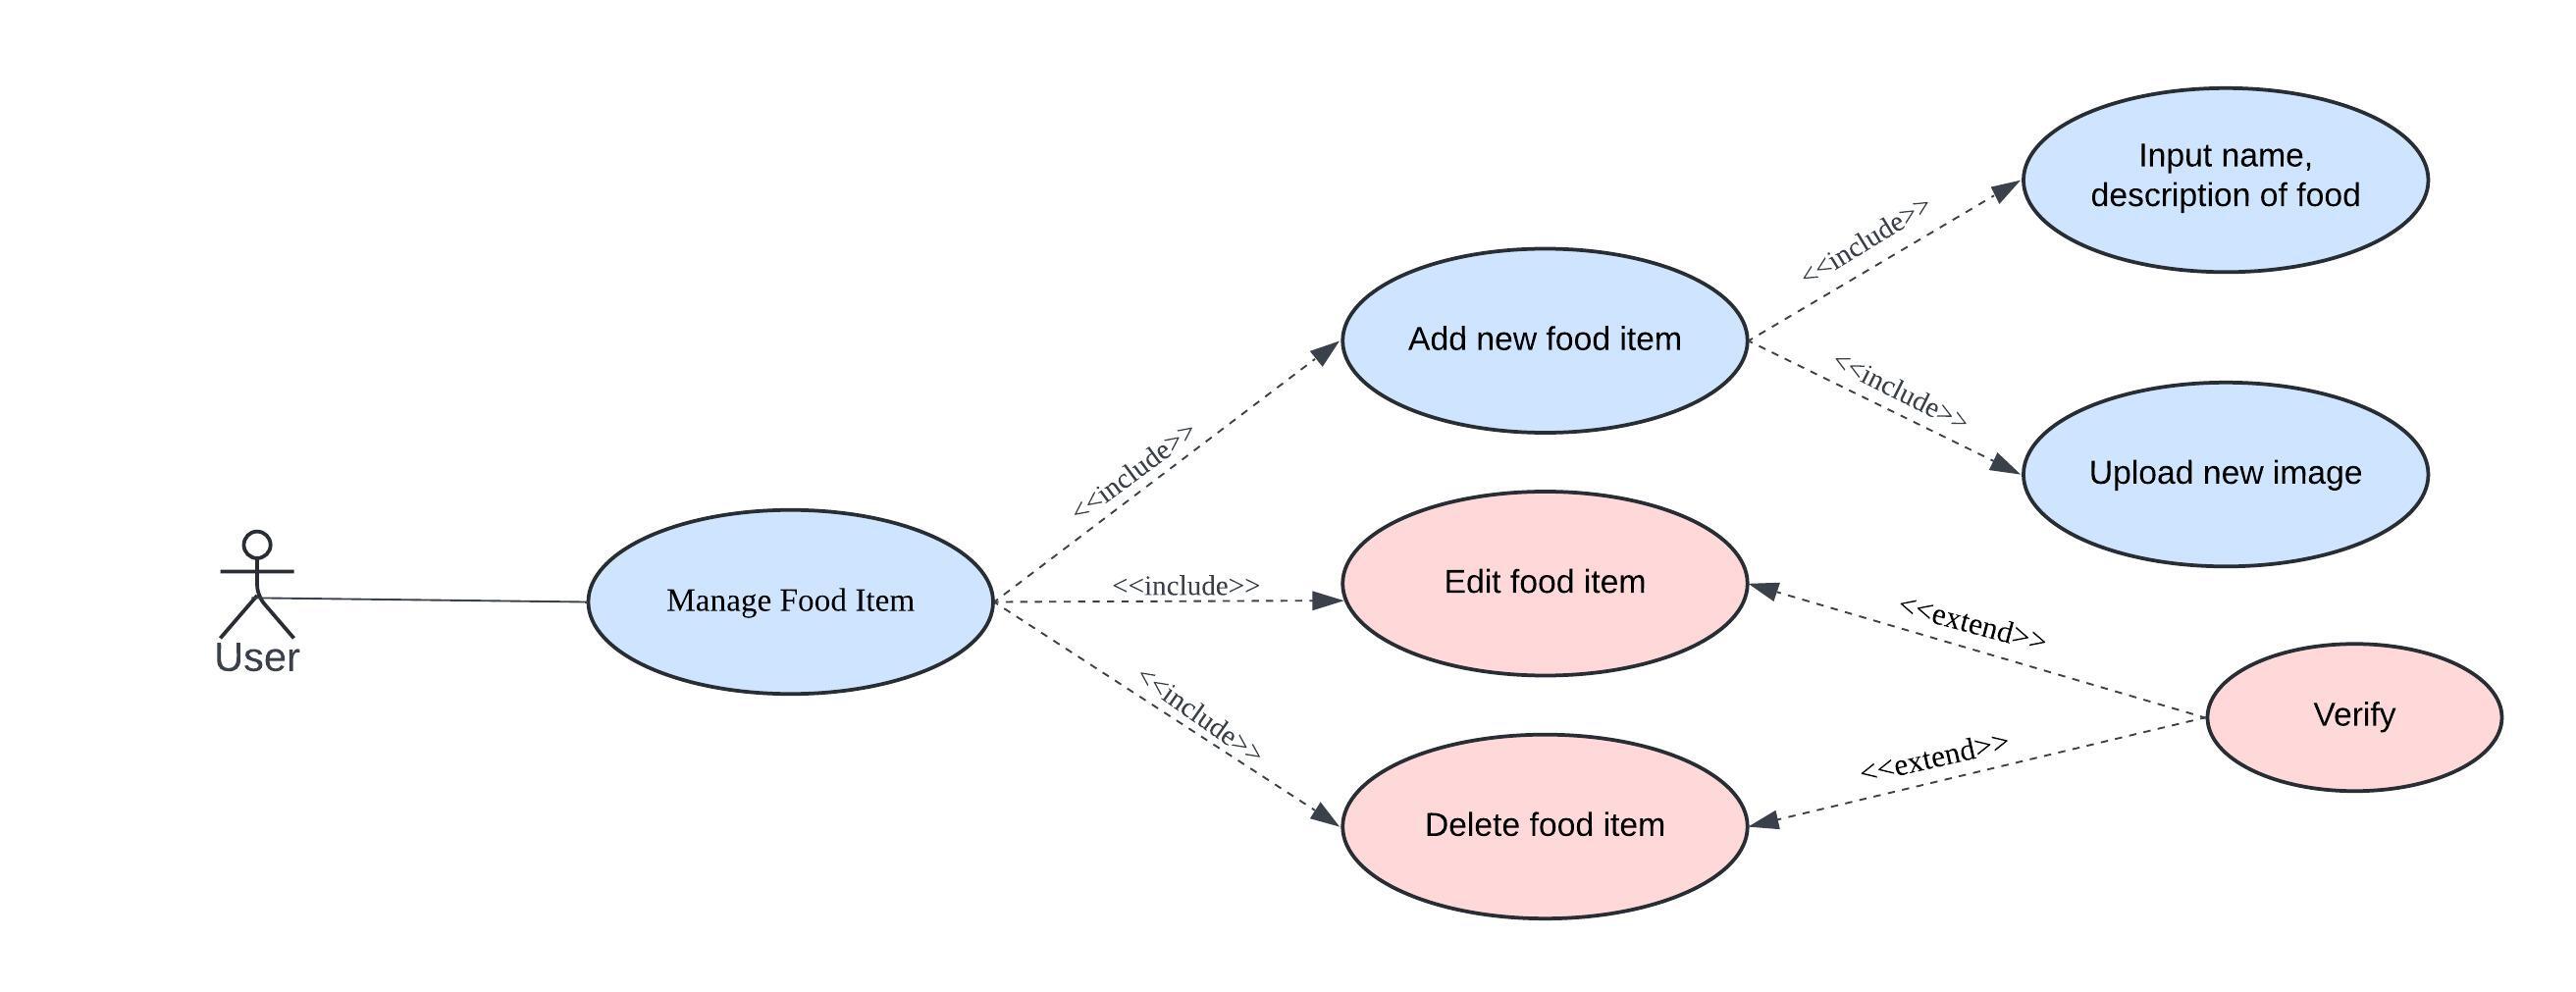 Input name,
description of food
<<include>>
Add new food item
<<include>>
Upload new image
<<include>>
Edit food item
<<include>>
Manage Food Item
<<extend>>
User
<<include>>
Verify
<<extend>>
Delete food item